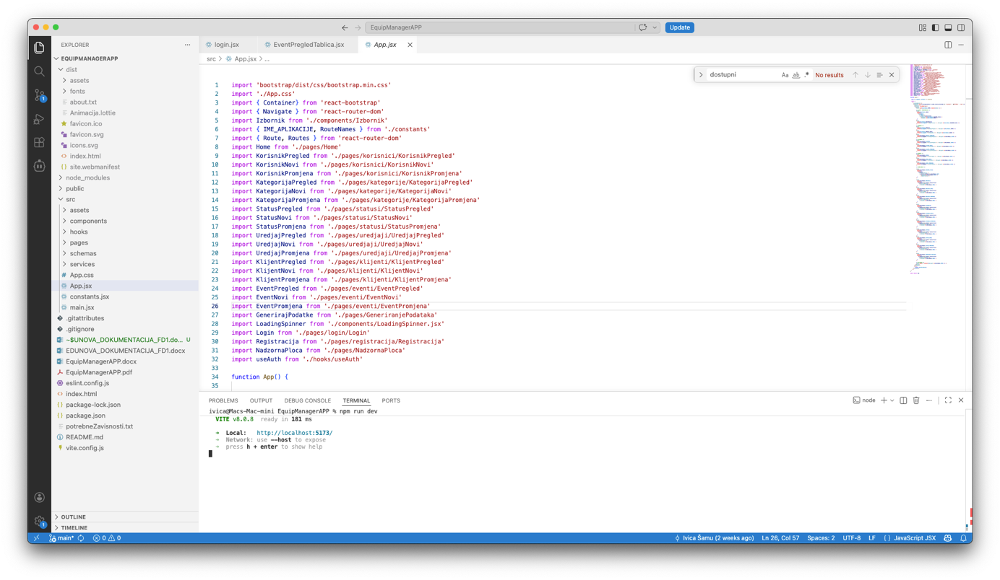 EquipManagerAPP
Update
EXPLORER
EQUIPMANAGERAPP
dist
assets
fonts
about.txt
Animacija.lottie
favicon.ico
favicon.svg
icons.svg
index.html
site.webmanifest
node_modules
public
src
assets
components
hooks
pages
schemas
services
App.css
App.jsx
constants.jsx
main.jsx
.gitattributes
.gitignore
~$UNOVA_DOKUMENTACIJA_FD1.do... U
EDUNOVA_DOKUMENTACIJA_FD1.docx
EquipManagerAPP.docx
EquipManagerAPP.pdf
eslint.config.js
index.html
package-lock.json
package.json
potrebneZavisnosti.txt
README.md
vite.config.js
OUTLINE
TIMELINE
login.jsx
EventPregledTablica.jsx
App.jsx
src > App.jsx > ...
dostupni
Aa ab .*
No results
1 import 'bootstrap/dist/css/bootstrap.min.css'
2 import './App.css'
3 import { Container} from 'react-bootstrap'
4 import { Navigate } from 'react-router-dom'
5 import Izbornik from './components/Izbornik'
6 import { IME_APLIKACIJE, RouteNames } from './constants'
7 import { Route, Routes } from 'react-router-dom'
8 import Home from './pages/Home'
9 import KorisnikPregled from './pages/korisnici/KorisnikPregled'
10 import KorisnikNovi from './pages/korisnici/KorisnikNovi'
11 import KorisnikPromjena from './pages/korisnici/KorisnikPromjena'
12 import KategorijaPregled from './pages/kategorije/KategorijaPregled'
13 import KategorijaNovi from './pages/kategorije/KategorijaNovi'
14 import KategorijaPromjena from './pages/kategorije/KategorijaPromjena'
15 import StatusPregled from './pages/statusi/StatusPregled'
16 import StatusNovi from './pages/statusi/StatusNovi'
17 import StatusPromjena from './pages/statusi/StatusPromjena'
18 import UredjajPregled from './pages/uredjaji/UredjajPregled'
19 import UredjajNovi from './pages/uredjaji/UredjajNovi'
20 import UredjajPromjena from './pages/uredjaji/UredjajPromjena'
21 import KlijentPregled from './pages/klijenti/KlijentPregled'
22 import KlijentNovi from './pages/klijenti/KlijentNovi'
23 import KlijentPromjena from './pages/klijenti/KlijentPromjena'
24 import EventPregled from './pages/eventi/EventPregled'
25 import EventNovi from './pages/eventi/EventNovi'
26 import EventPromjena from './pages/eventi/EventPromjena'
27 import GenerirajPodatke from './pages/GeneriranjePodataka'
28 import LoadingSpinner from './components/LoadingSpinner.jsx'
29 import Login from './pages/login/Login'
30 import Registracija from './pages/registracija/Registracija'
31 import NadzornaPloca from './pages/NadzornaPloca'
32 import useAuth from './hooks/useAuth'
33
34 function App() {
35
PROBLEMS OUTPUT DEBUG CONSOLE TERMINAL PORTS
node
ivica@Macs-Mac-mini EquipManagerAPP % npm run dev
VITE v8.0.8 ready in 181 ms
➜ Local: http://localhost:5173/
➜ Network: use --host to expose
➜ press h + enter to show help
main* 0 0
Ivica Šamu (2 weeks ago) Ln 26, Col 57 Spaces: 2 UTF-8 LF { } JavaScript JSX